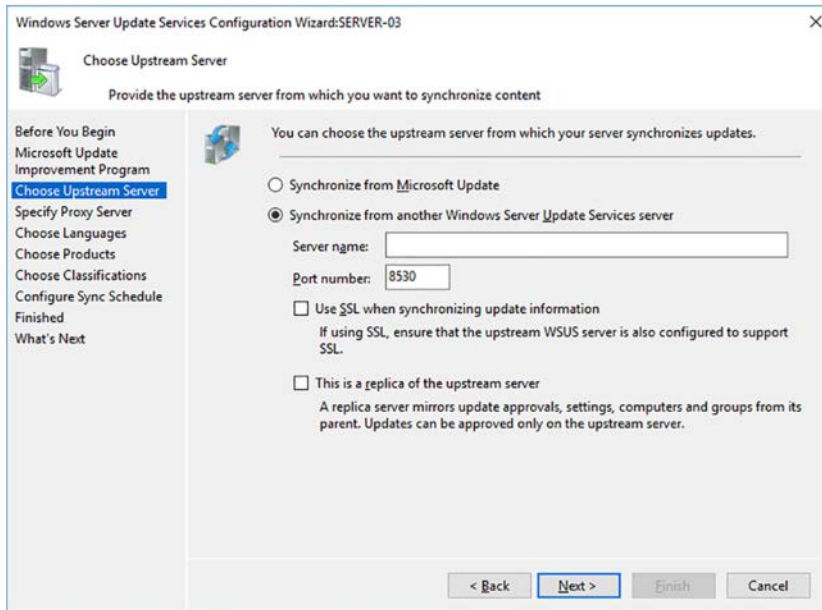 Windows Server Update Services Configuration Wizard:SERVER-03
Choose Upstream Server
Provide the upstream server from which you want to synchronize content
Before You Begin
Microsoft Update
Improvement Program
Choose Upstream Server
Specify Proxy Server
Choose Languages
Choose Products
Choose Classifications
Configure Sync Schedule
Finished
What's Next
You can choose the upstream server from which your server synchronizes updates.
Synchronize from Microsoft Update
Synchronize from another Windows Server Update Services server
Server name:
Port number: 8530
Use SSL when synchronizing update information
If using SSL, ensure that the upstream WSUS server is also configured to support
SSL.
This is a replica of the upstream server
A replica server mirrors update approvals, settings, computers and groups from its
parent. Updates can be approved only on the upstream server.
< Back Next > Finish Cancel